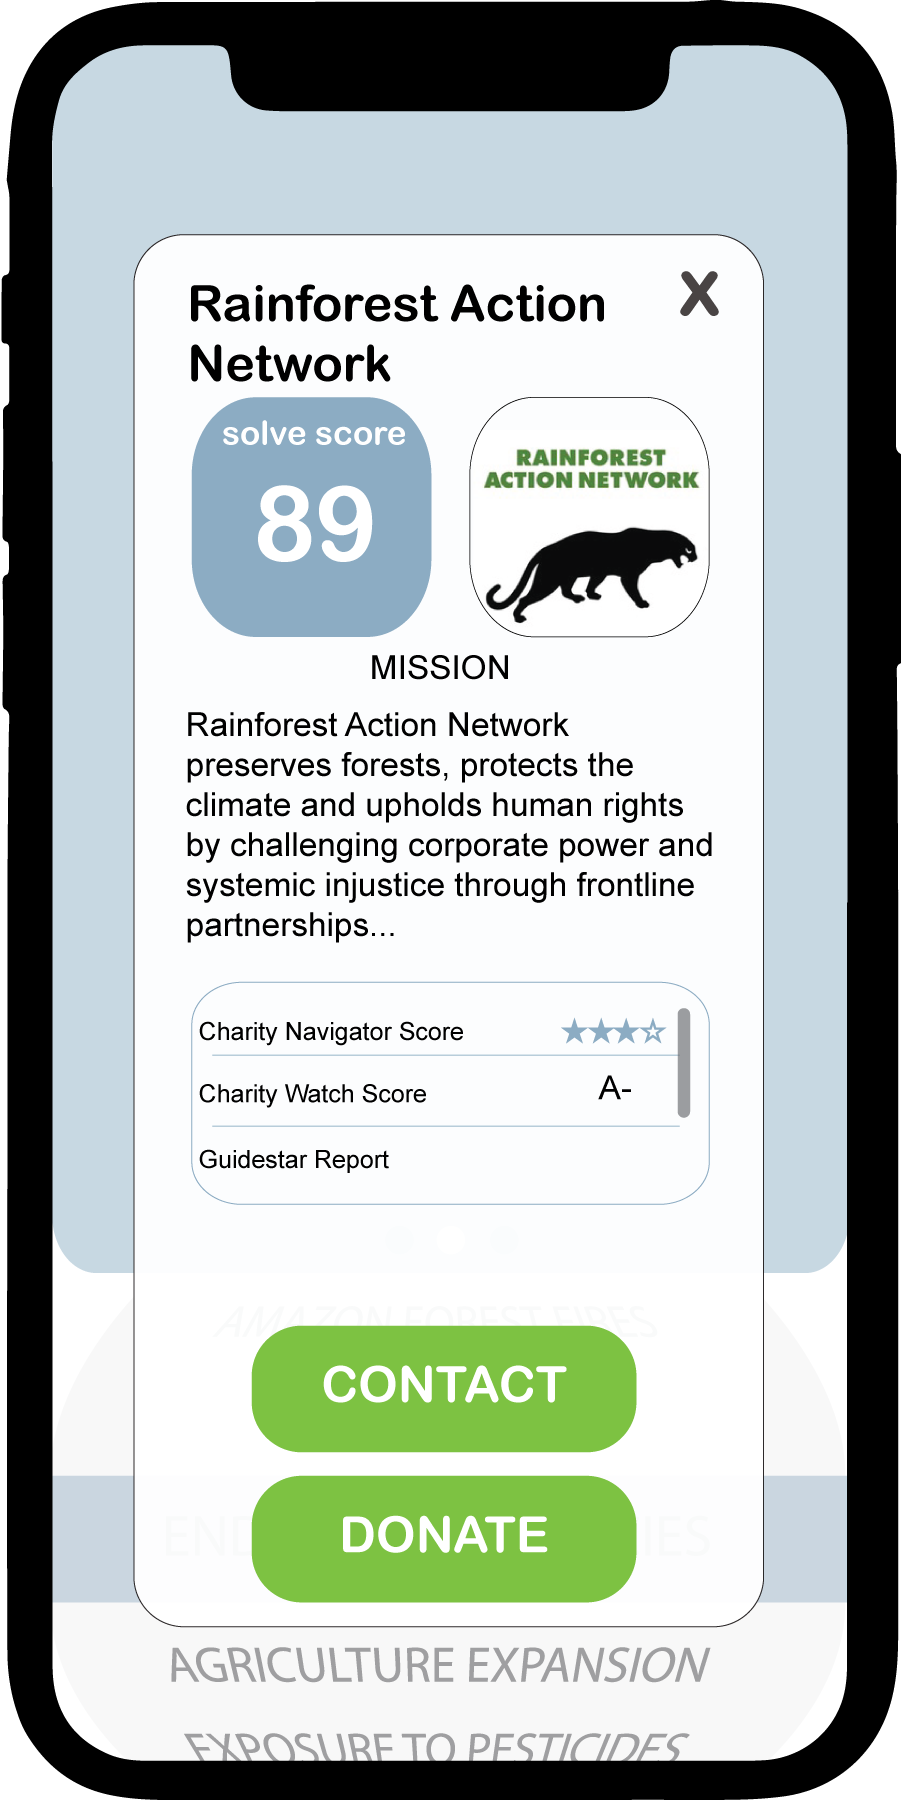 Rainforest Action
Network
X
solve score
89
RAINFOREST
ACTION NETWORK
MISSION
Rainforest Action Network
preserves forests, protects the
climate and upholds human rights
by challenging corporate power and
systemic injustice through frontline
partnerships...
Charity Navigator Score
Charity Watch Score A-
Guidestar Report
AMAZON FOREST FIRES
CONTACT
DONATE
AGRICULTURE EXPANSION
EXPOSURE TO PESTICIDES